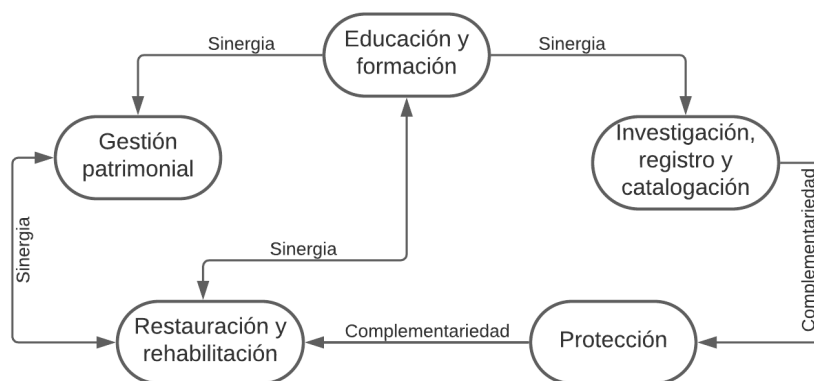 Sinergia
Educación y
formación
Sinergia
Gestión
patrimonial
Investigación,
registro y
catalogación
Sinergia
Sinergia
Complementariedad
Restauración y
rehabilitación
Complementariedad
Protección